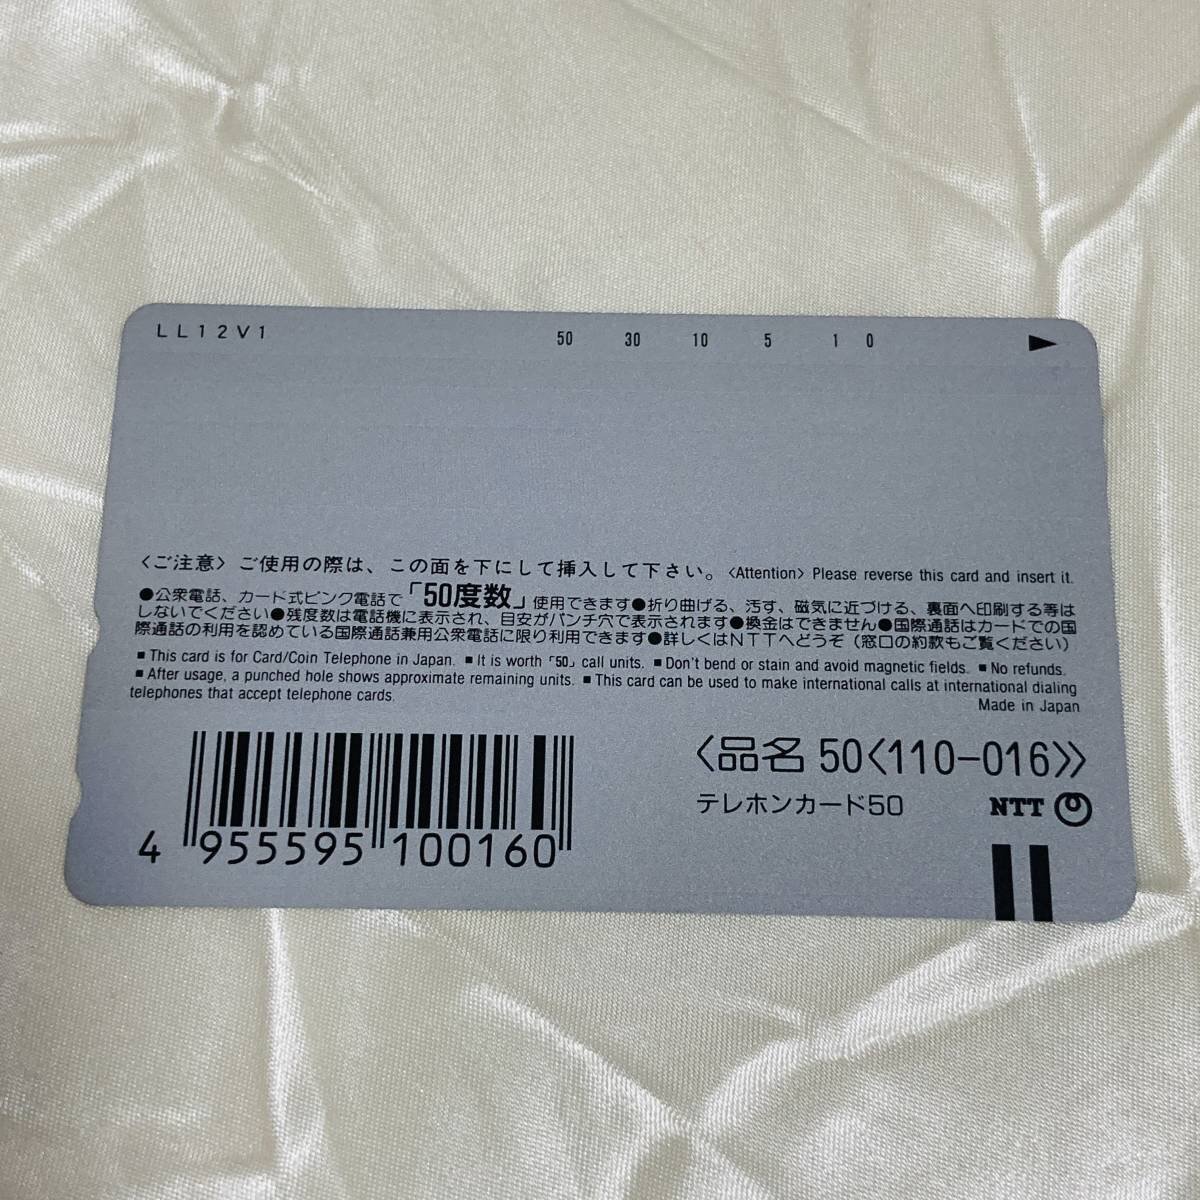 LL12V1 50 30 10 5 1 0 ▶
〈ご注意〉ご使用の際は、この面を下にして挿入して下さい。〈Attention〉Please reverse this card and insert it.
●公衆電話、カード式ピンク電話で「50度数」使用できます●折り曲げる、汚す、磁気に近づける、裏面へ印刷する等は
しないでください●残度数は電話機に表示され、目安がパンチ穴で表示されます●換金はできません●国際通話はカードでの国
際通話の利用を認めている国際通話兼用公衆電話に限り利用できます●詳しくはNTTへどうぞ(窓口の約款もご覧ください)
■ This card is for Card/Coin Telephone in Japan. ■ It is worth「50」call units. ■ Don't bend or stain and avoid magnetic fields. ■ No refunds.
■ After usage, a punched hole shows approximate remaining units. ■ This card can be used to make international calls at international dialing
telephones that accept telephone cards.
Made in Japan
〈品名 50〈110-016〉〉
テレホンカード50 NTT
4 955595 100160